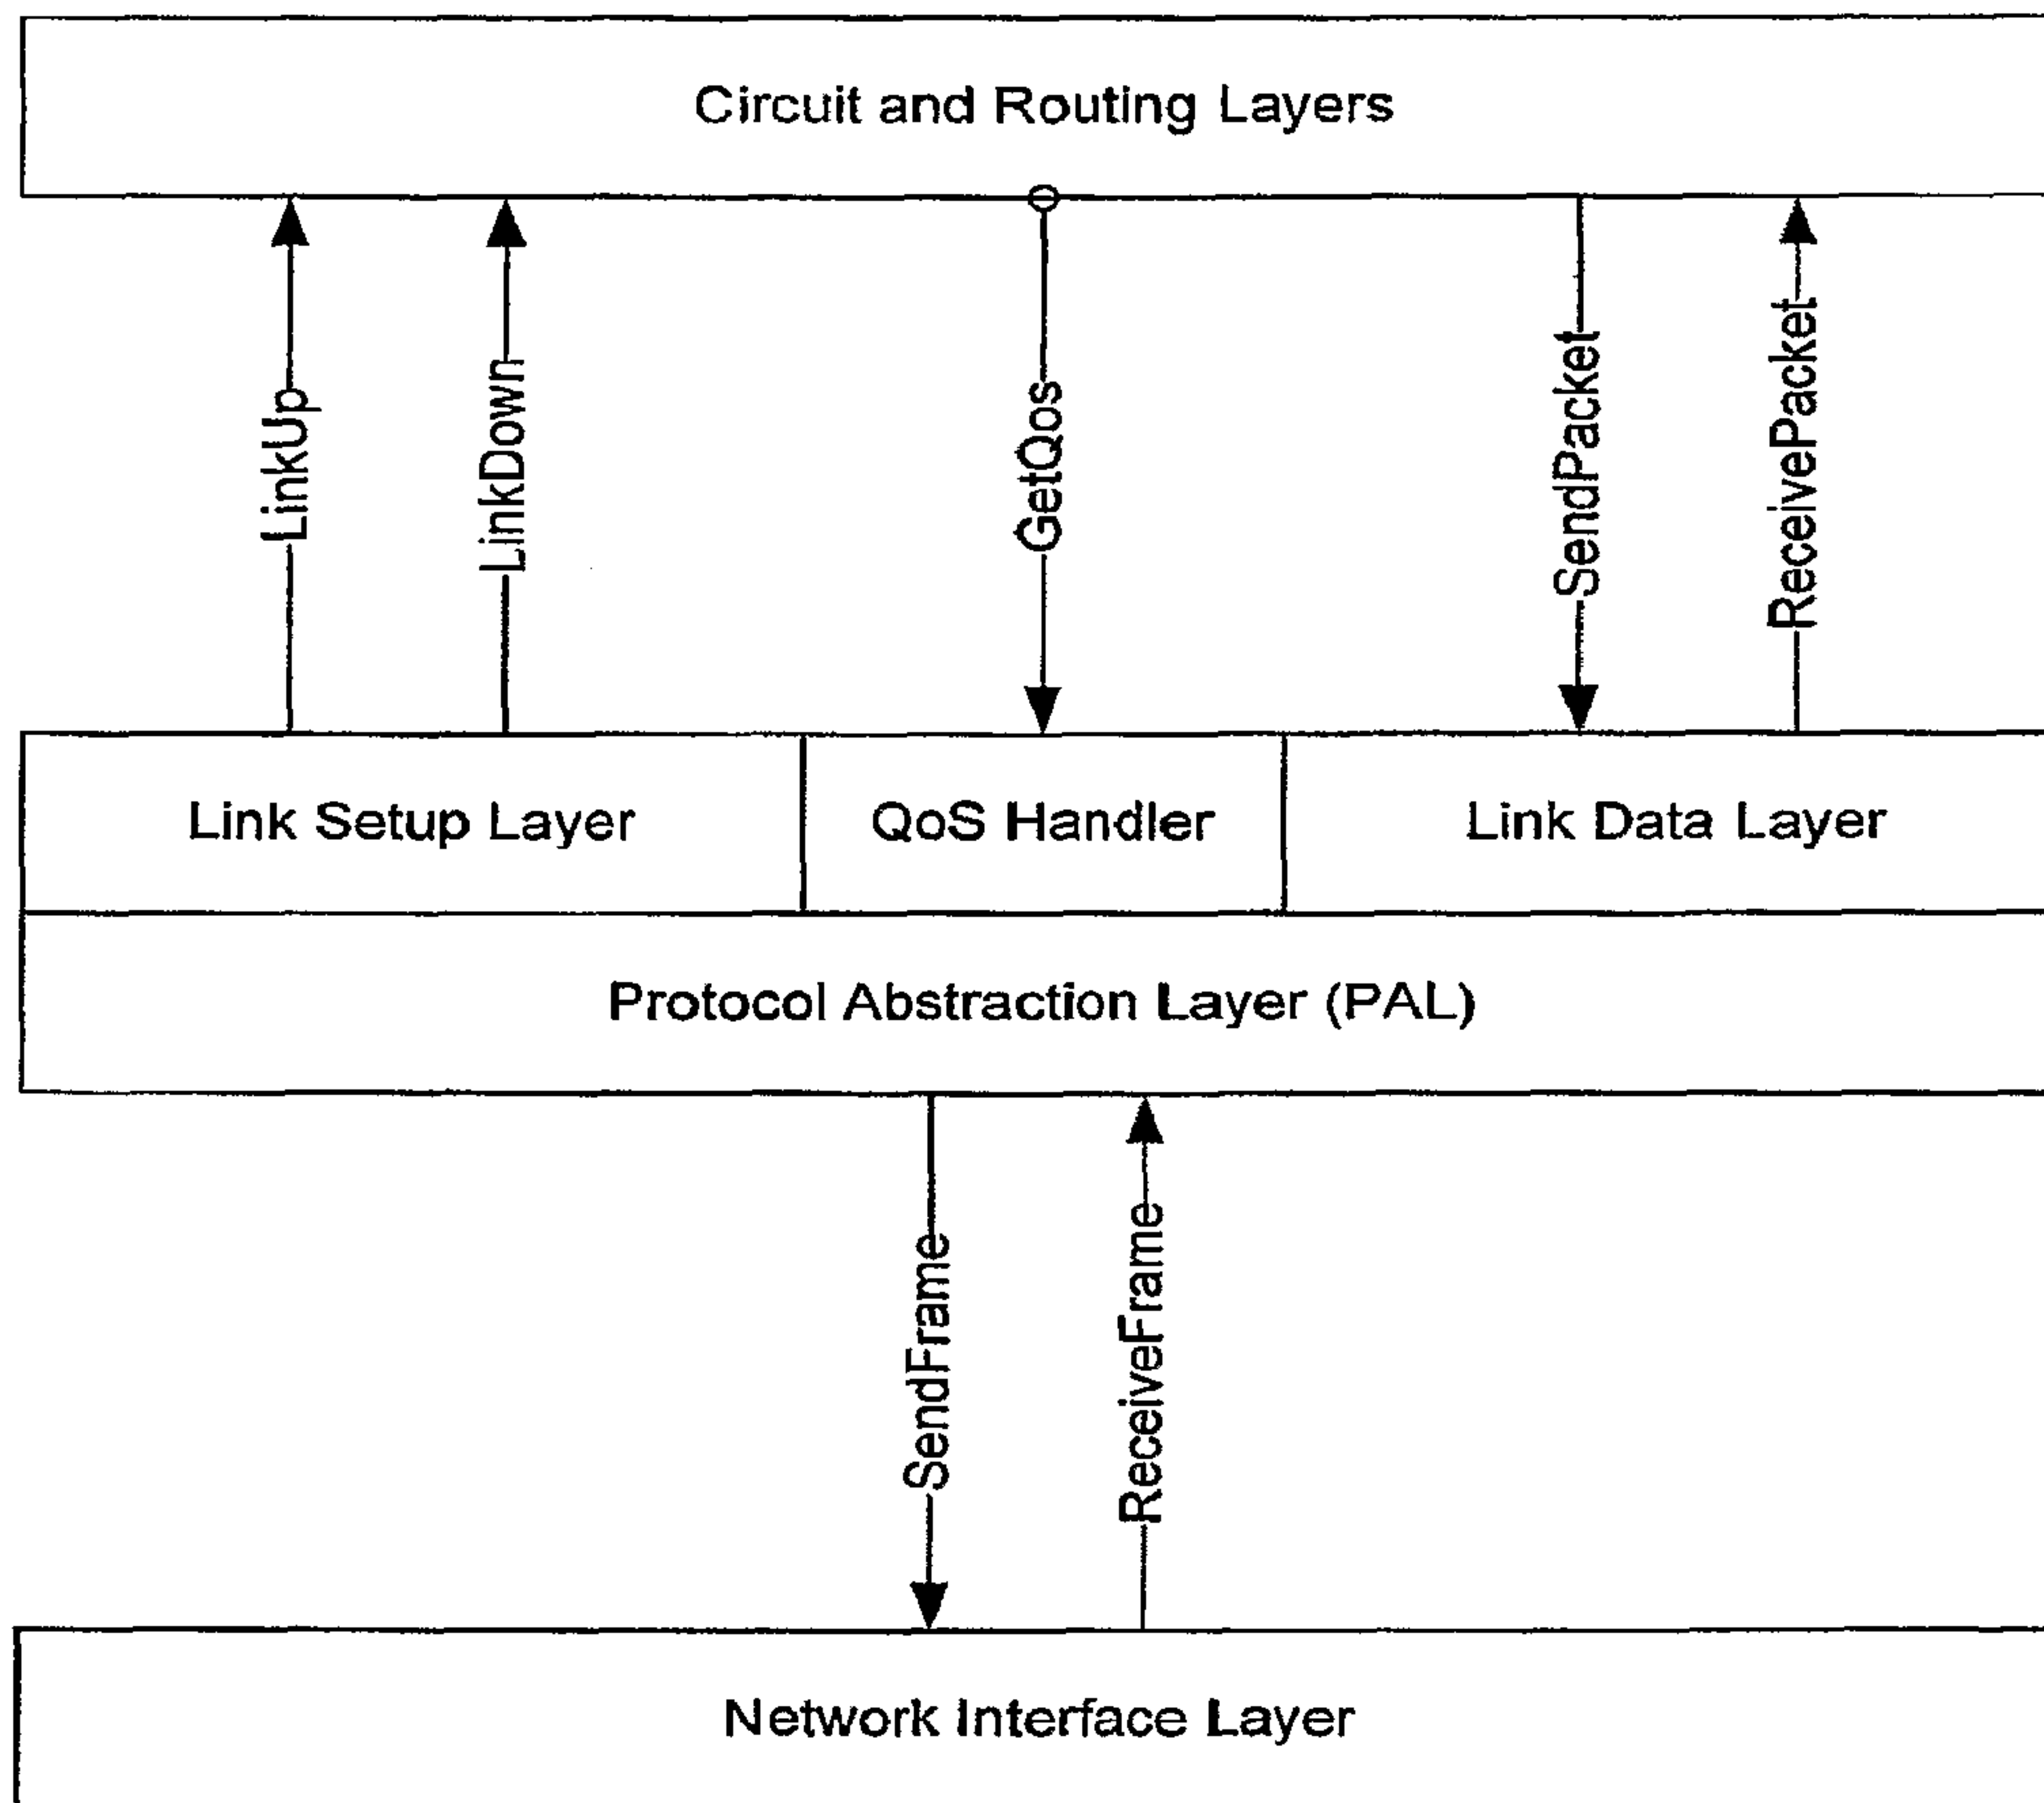 Circuit and Routing Layers
LinkUp
LinkDown
GetQos
SendPacket
ReceivePacket
Link Setup Layer
QoS Handler
Link Data Layer
Protocol Abstraction Layer (PAL)
SendFrame
ReceiveFrame
Network Interface Layer